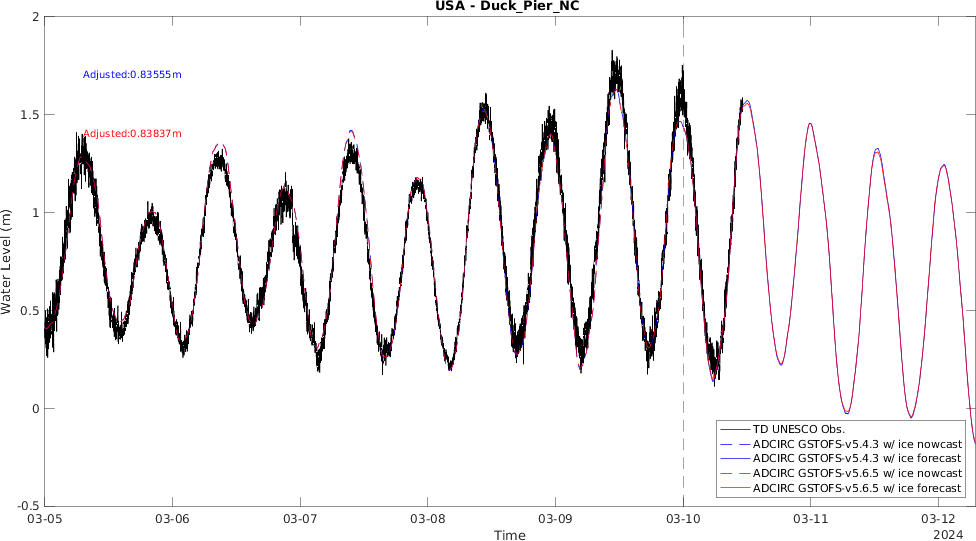 USA - Duck_Pier_NC
2
Adjusted:0.83555m
1.5
Adjusted:0.83837m
1
Water Level (m)
0.5
0
TD UNESCO Obs.
ADCIRC GSTOFS-v5.4.3 w/ ice nowcast
ADCIRC GSTOFS-v5.4.3 w/ ice forecast
ADCIRC GSTOFS-v5.6.5 w/ ice nowcast
ADCIRC GSTOFS-v5.6.5 w/ ice forecast
-0.5
03-05 03-06 03-07 03-08 03-09 03-10 03-11 03-12
Time
2024